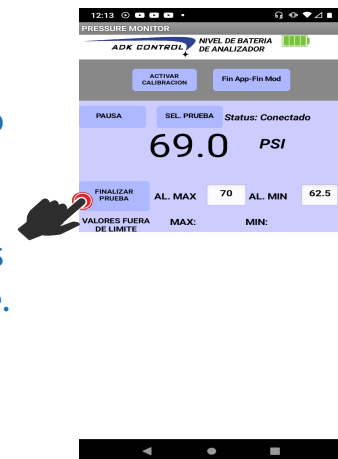 12:13
PRESSURE MONITOR
ADK CONTROL
NIVEL DE BATERIA
DE ANALIZADOR
ACTIVAR
CALIBRACION
Fin App-Fin Mod
PAUSA
SEL. PRUEBA
Status: Conectado
69.0 PSI
FINALIZAR
PRUEBA
AL. MAX 70 AL. MIN 62.5
VALORES FUERA
DE LIMITE
MAX: MIN: